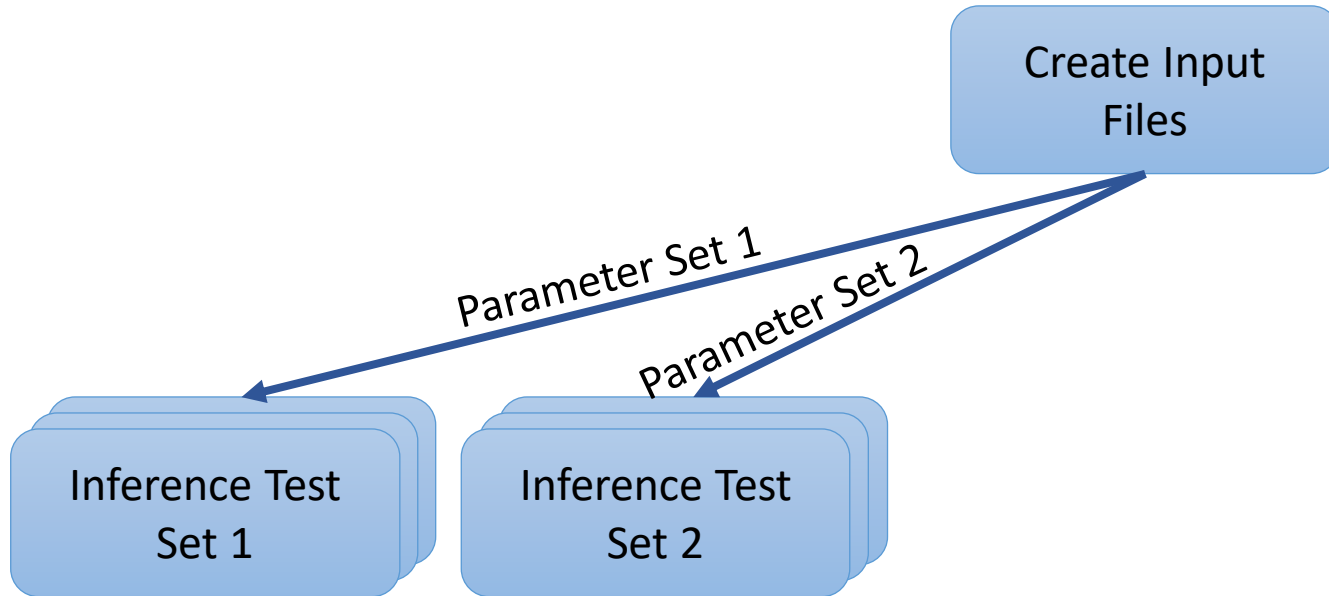 Create Input
Files
Parameter Set 1
Parameter Set 2
Inference Test
Set 1
Inference Test
Set 2